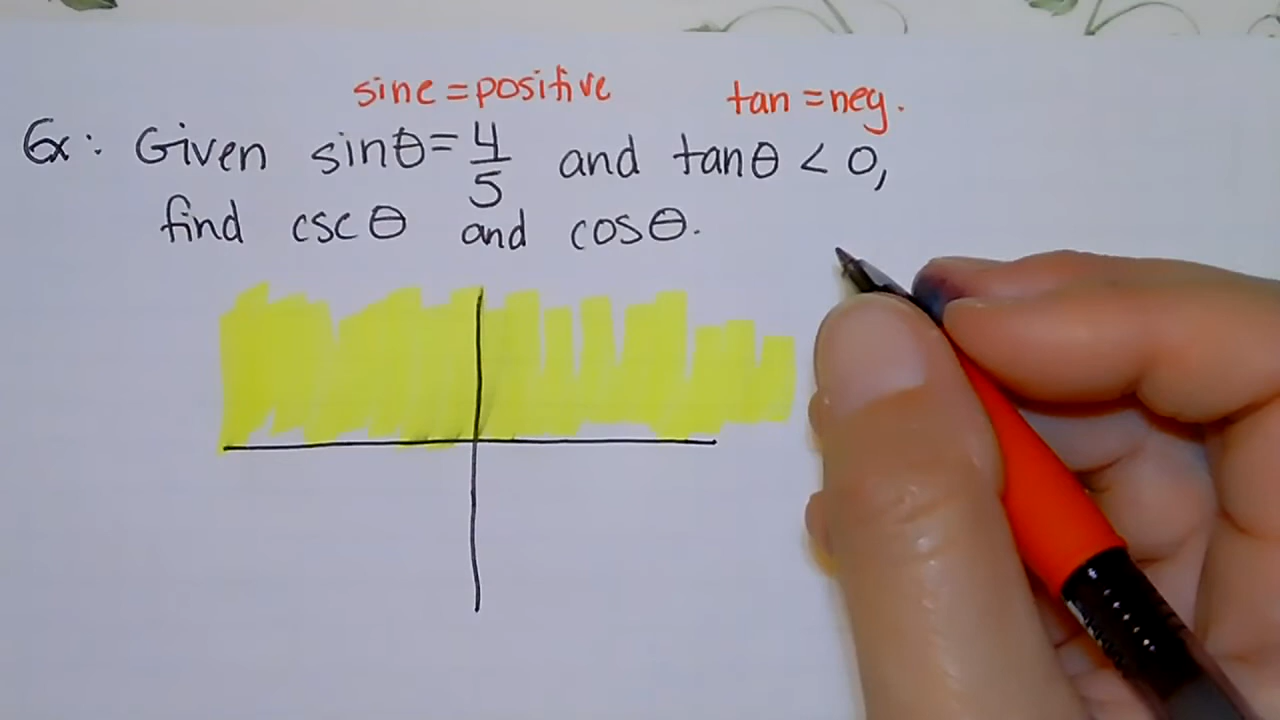 sine = positive tan = neg.
Ex: Given sinθ = 4/5 and tanθ < 0,
find cscθ and cosθ.